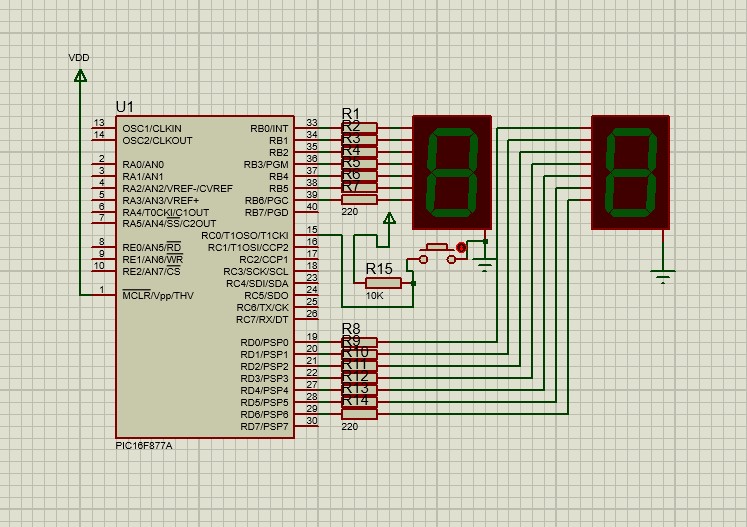 VDD
U1
13 OSC1/CLKIN
14 OSC2/CLKOUT
2 RA0/AN0
3 RA1/AN1
4 RA2/AN2/VREF-/CVREF
5 RA3/AN3/VREF+
6 RA4/T0CKI/C1OUT
7 RA5/AN4/SS/C2OUT
8 RE0/AN5/RD
9 RE1/AN6/WR
10 RE2/AN7/CS
1 MCLR/Vpp/THV
RB0/INT 33
RB1 34
RB2 35
RB3/PGM 36
RB4 37
RB5 38
RB6/PGC 39
RB7/PGD 40
RC0/T1OSO/T1CKI 15
RC1/T1OSI/CCP2 16
RC2/CCP1 17
RC3/SCK/SCL 18
RC4/SDI/SDA 23
RC5/SDO 24
RC6/TX/CK 25
RC7/RX/DT 26
RD0/PSP0 19
RD1/PSP1 20
RD2/PSP2 21
RD3/PSP3 22
RD4/PSP4 27
RD5/PSP5 28
RD6/PSP6 29
RD7/PSP7 30
PIC16F877A
R1
R2
R3
R4
R5
R6
R7
220
R15
10K
R8
R9
R10
R11
R12
R13
R14
220